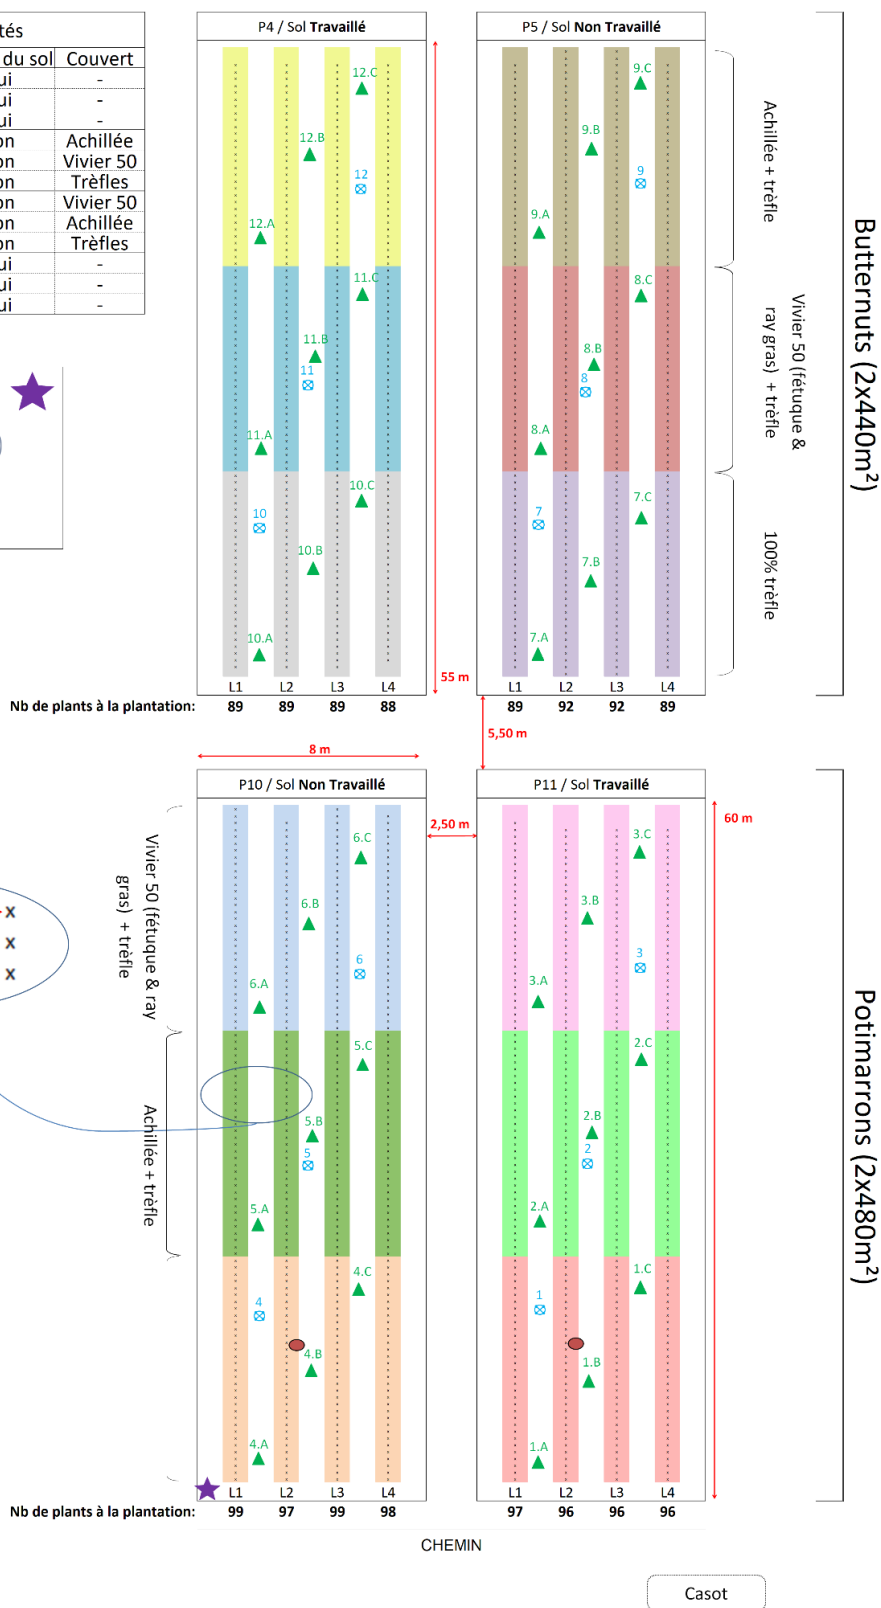 tés
du sol Couvert
ui -
ui -
ui -
on Achillée
on Vivier 50
on Trèfles
on Vivier 50
on Achillée
on Trèfles
ui -
ui -
ui -
P4 / Sol Travaillé
12.C
12.B
12
12.A
11.C
11.B
11
11.A
10.C
10
10.B
10.A
L1 L2 L3 L4
P5 / Sol Non Travaillé
9.C
9.B
9
9.A
8.C
8.B
8
8.A
7.C
7
7.B
7.A
L1 L2 L3 L4
Achillée + trèfle
Vivier 50 (fétuque &
ray gras) + trèfle
100% trèfle
Butternuts (2x440m²)
55 m
Nb de plants à la plantation: 89 89 89 88 89 92 92 89
5,50 m
8 m
2,50 m
60 m
P10 / Sol Non Travaillé
6.C
6.B
6
6.A
5.C
5.B
5
5.A
4.C
4
4.B
4.A
L1 L2 L3 L4
P11 / Sol Travaillé
3.C
3.B
3
3.A
2.C
2.B
2
2.A
1.C
1
1.B
1.A
L1 L2 L3 L4
Vivier 50 (fétuque & ray
gras) + trèfle
Achillée + trèfle
x
x
x
Potimarrons (2x480m²)
Nb de plants à la plantation: 99 97 99 98 97 96 96 96
CHEMIN
Casot